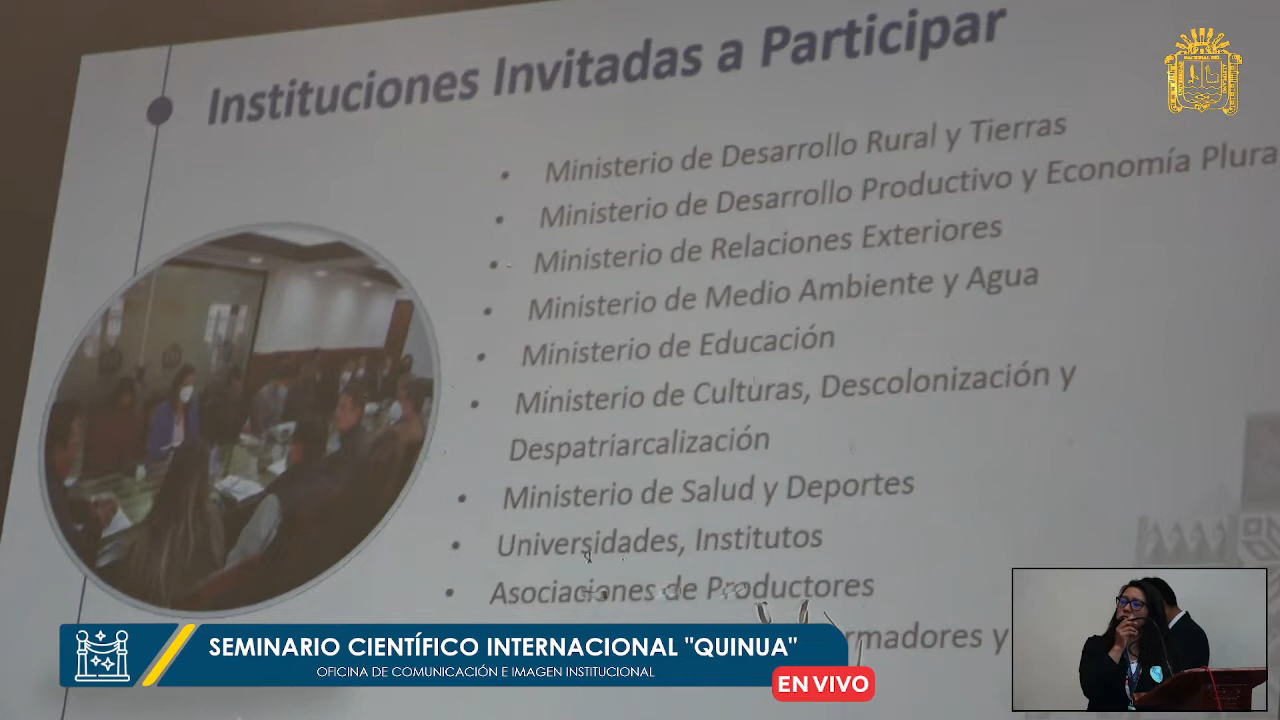 Instituciones Invitadas a Participar
• Ministerio de Desarrollo Rural y Tierras
• Ministerio de Desarrollo Productivo y Economía Plura
• Ministerio de Relaciones Exteriores
• Ministerio de Medio Ambiente y Agua
• Ministerio de Educación
• Ministerio de Culturas, Descolonización y
Despatriarcalización
• Ministerio de Salud y Deportes
• Universidades, Institutos
• Asociaciones de Productores
rmadores y
SEMINARIO CIENTÍFICO INTERNACIONAL "QUINUA"
OFICINA DE COMUNICACIÓN E IMAGEN INSTITUCIONAL
EN VIVO